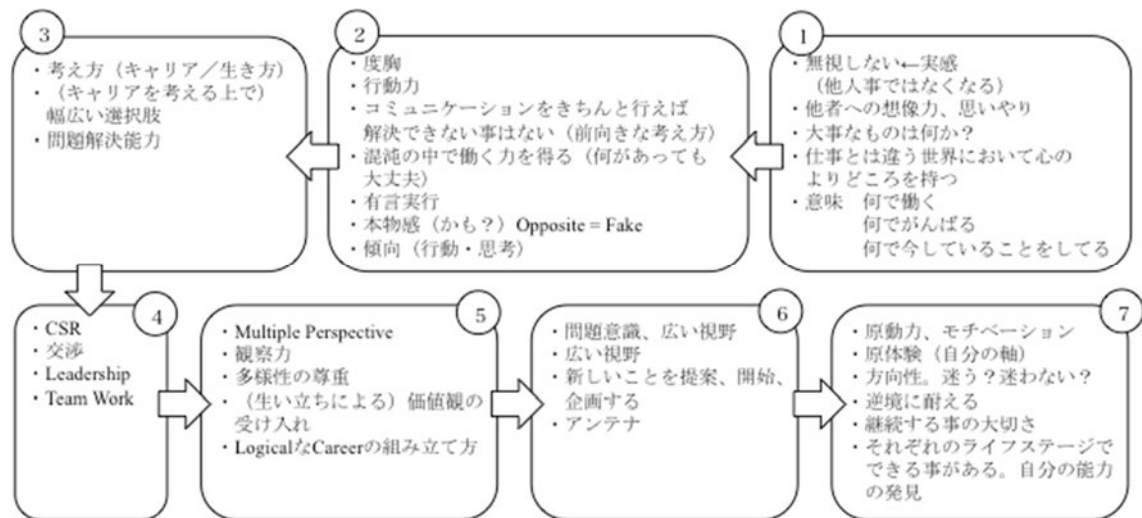 1
・無視しない←実感
（他人事ではなくなる）
・他者への想像力、思いやり
・大事なものは何か？
・仕事とは違う世界において心の
よりどころを持つ
・意味　何で働く
何でがんばる
何で今していることをしてる
2
・度胸
・行動力
・コミュニケーションをきちんと行えば
解決できない事はない（前向きな考え方）
・混沌の中で働く力を得る（何があっても
大丈夫）
・有言実行
・本物感（かも？）Opposite = Fake
・傾向（行動・思考）
3
・考え方（キャリア／生き方）
・（キャリアを考える上で）
幅広い選択肢
・問題解決能力
4
・CSR
・交渉
・Leadership
・Team Work
5
・Multiple Perspective
・観察力
・多様性の尊重
・（生い立ちによる）価値観の
受け入れ
・LogicalなCareerの組み立て方
6
・問題意識、広い視野
・広い視野
・新しいことを提案、開始、
企画する
・アンテナ
7
・原動力、モチベーション
・原体験（自分の軸）
・方向性。迷う？迷わない？
・逆境に耐える
・継続する事の大切さ
・それぞれのライフステージで
できる事がある。自分の能力
の発見